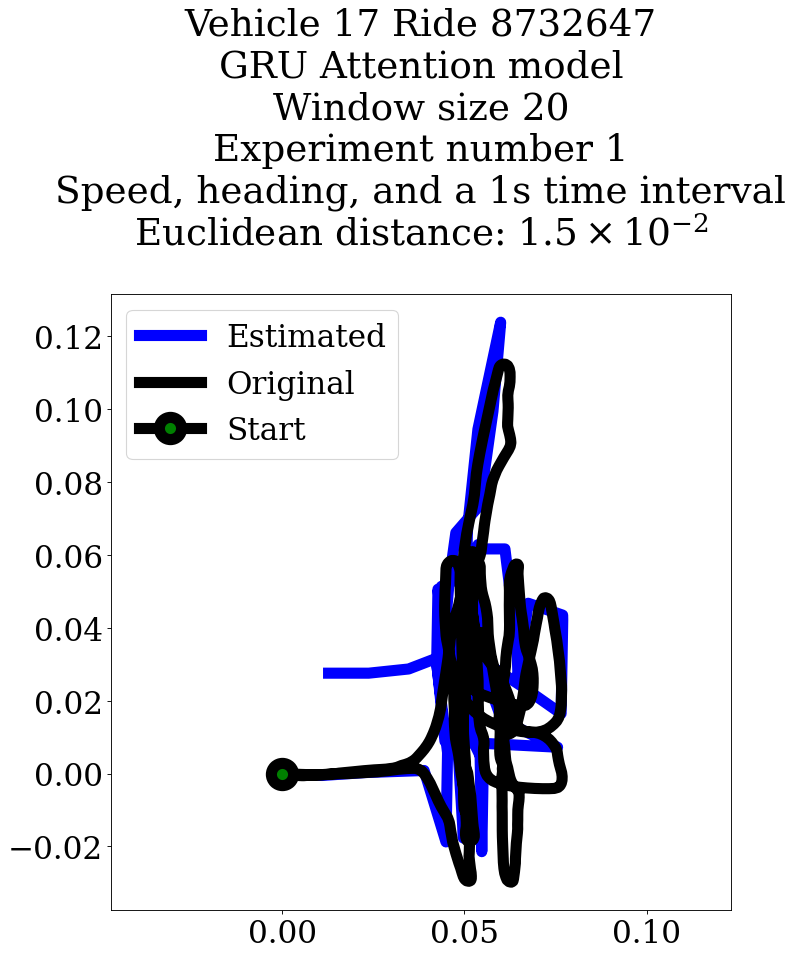 Vehicle 17 Ride 8732647
GRU Attention model
Window size 20
Experiment number 1
Speed, heading, and a 1s time interval
Euclidean distance: 1.5 × 10⁻²
Estimated
Original
Start
0.12
0.10
0.08
0.06
0.04
0.02
0.00
−0.02
0.00 0.05 0.10